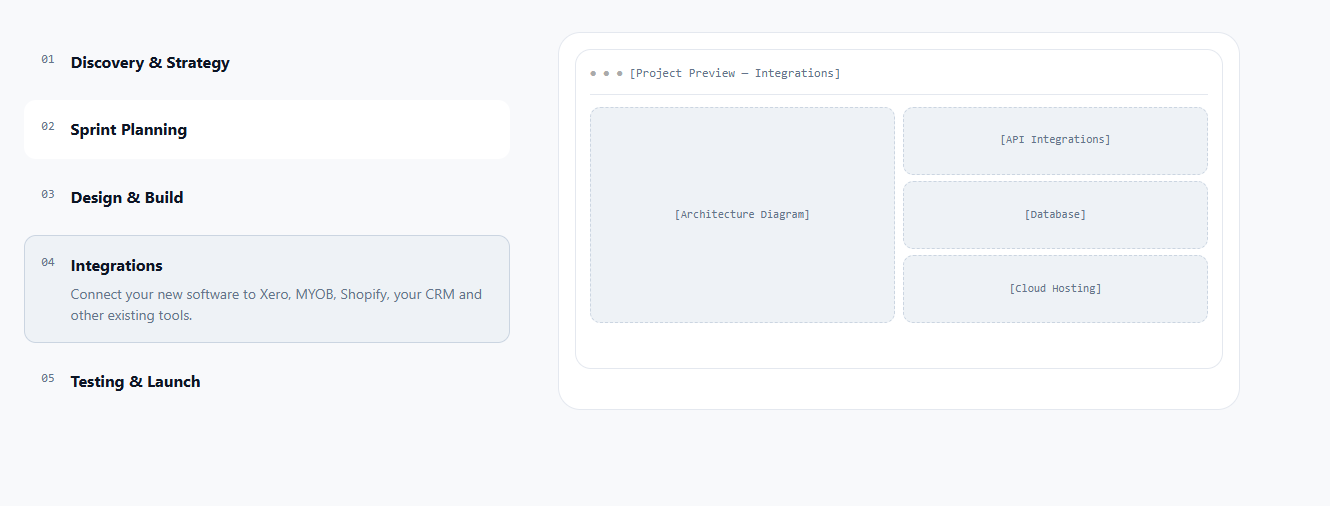 01 Discovery & Strategy
02 Sprint Planning
03 Design & Build
04 Integrations
Connect your new software to Xero, MYOB, Shopify, your CRM and
other existing tools.
05 Testing & Launch
[Project Preview — Integrations]
[Architecture Diagram]
[API Integrations]
[Database]
[Cloud Hosting]